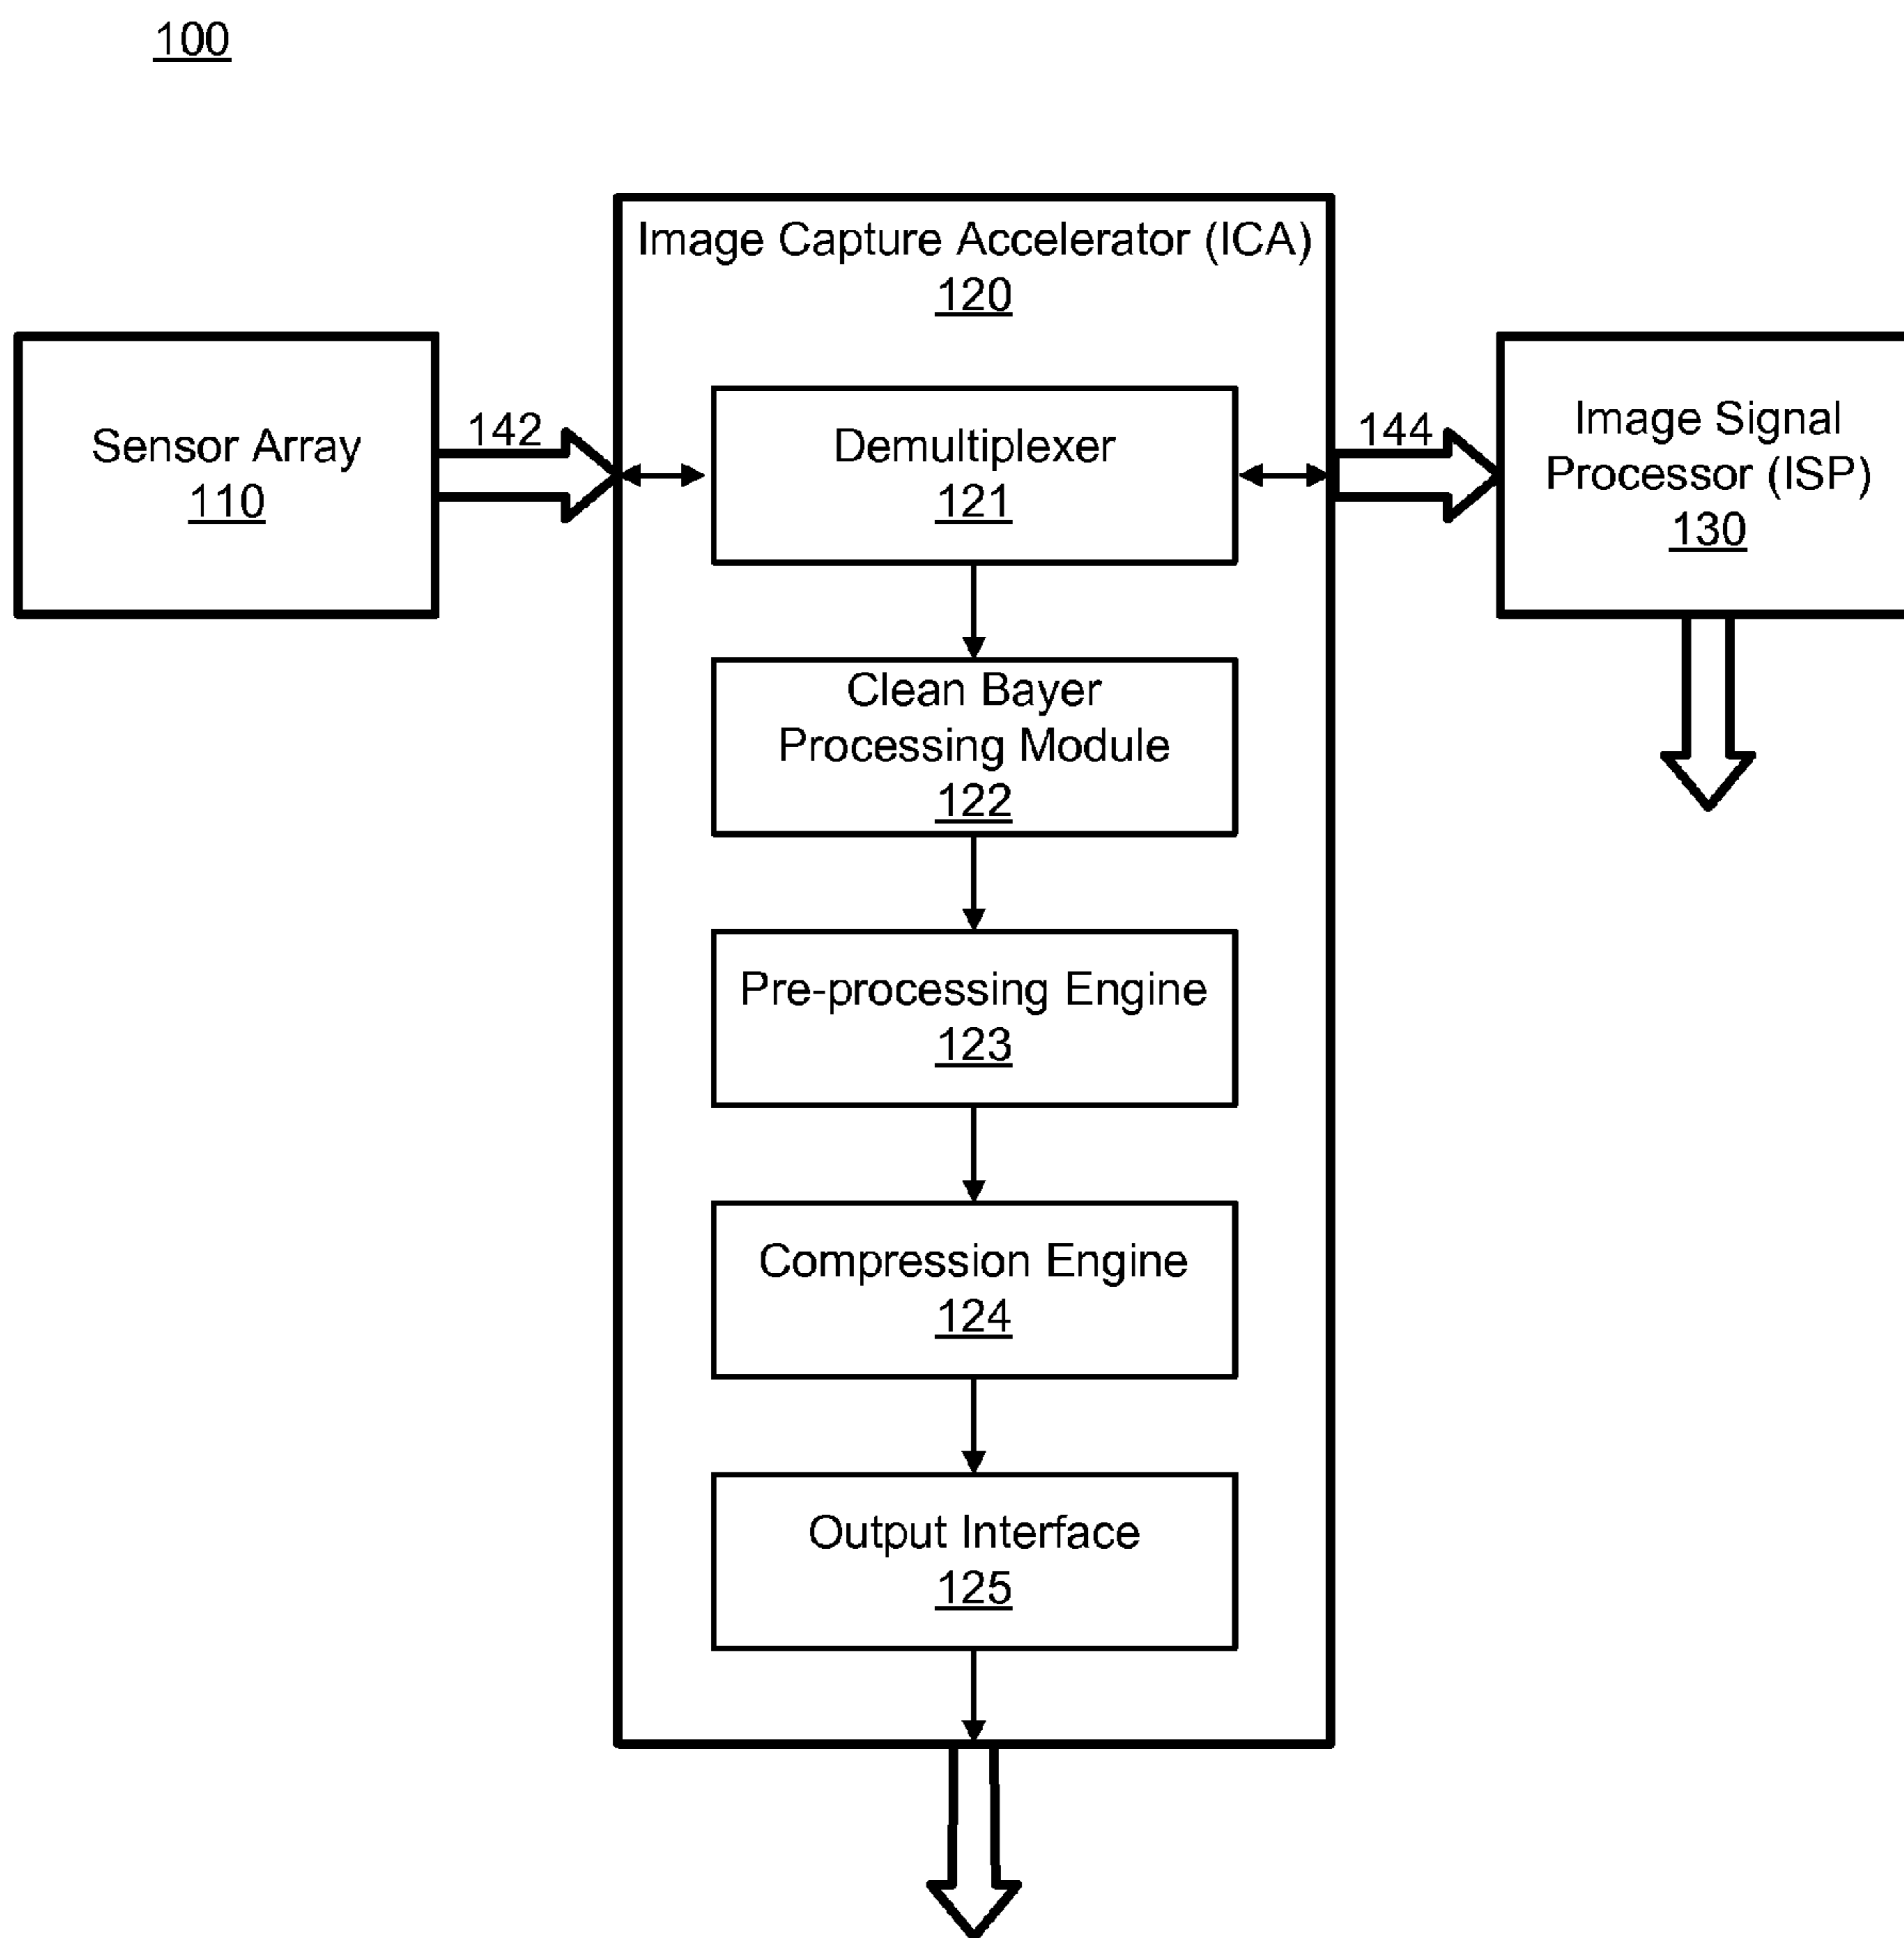 100
Image Capture Accelerator (ICA)
120
Sensor Array
110
142
Demultiplexer
121
144
Image Signal
Processor (ISP)
130
Clean Bayer
Processing Module
122
Pre-processing Engine
123
Compression Engine
124
Output Interface
125